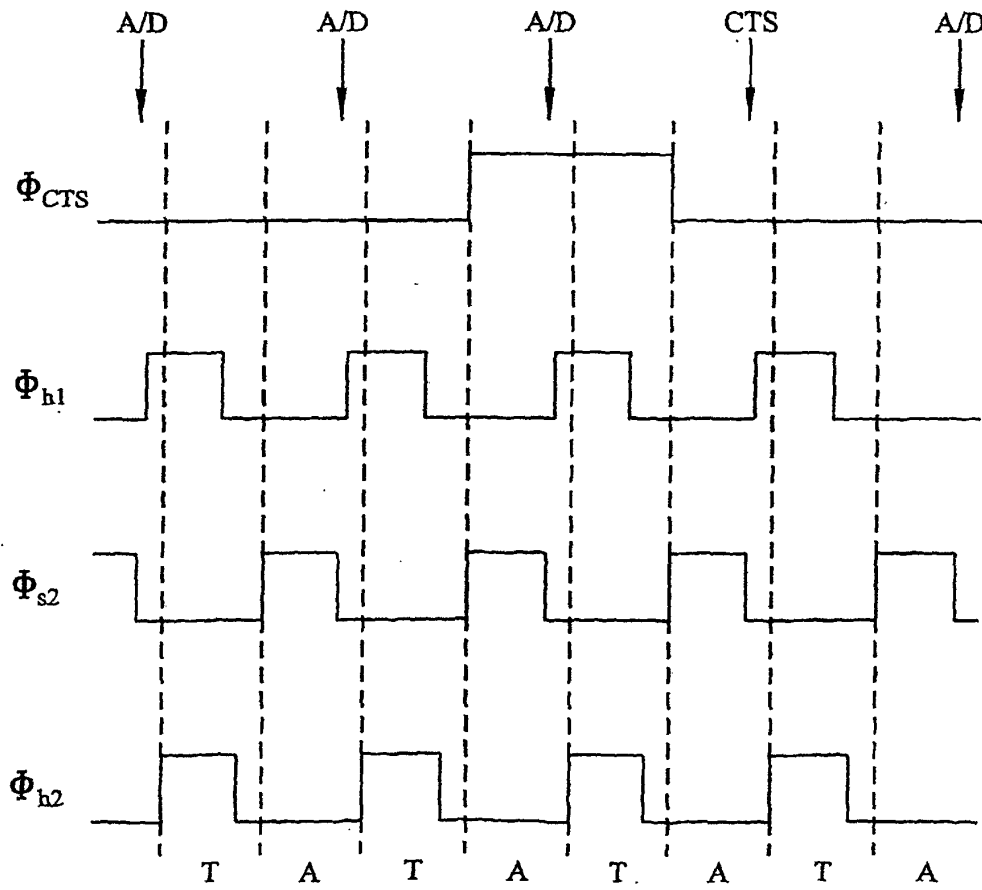 A/D A/D A/D CTS A/D
Φ_CTS
Φ_h1
Φ_s2
Φ_h2
T A T A T A T A